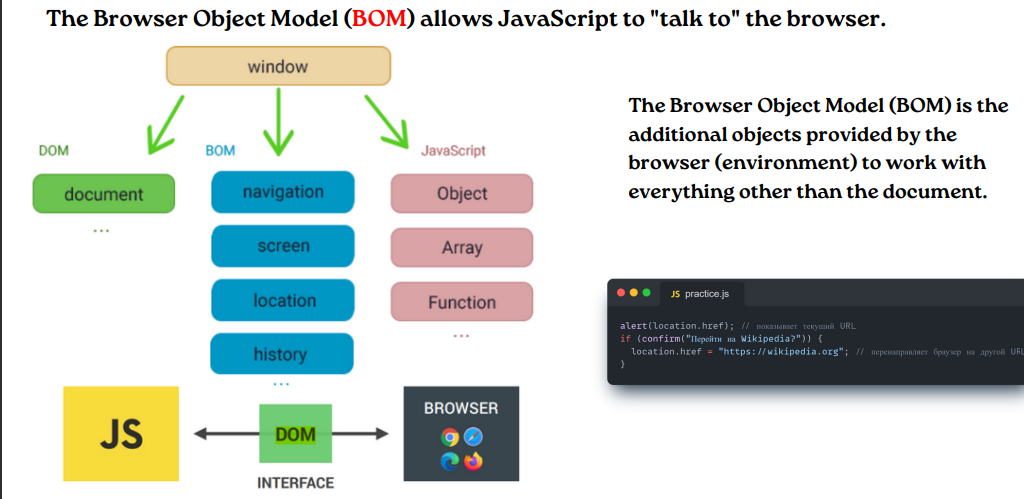 The Browser Object Model (BOM) allows JavaScript to "talk to" the browser.
window
DOM
BOM
JavaScript
document
navigation
Object
...
screen
Array
location
Function
...
history
...
The Browser Object Model (BOM) is the
additional objects provided by the
browser (environment) to work with
everything other than the document.
JS practice.js
alert(location.href); // показывает текущий URL
if (confirm("Перейти на Wikipedia?")) {
location.href = "https://wikipedia.org"; // перенаправляет браузер на другой URL
}
JS
DOM
INTERFACE
BROWSER